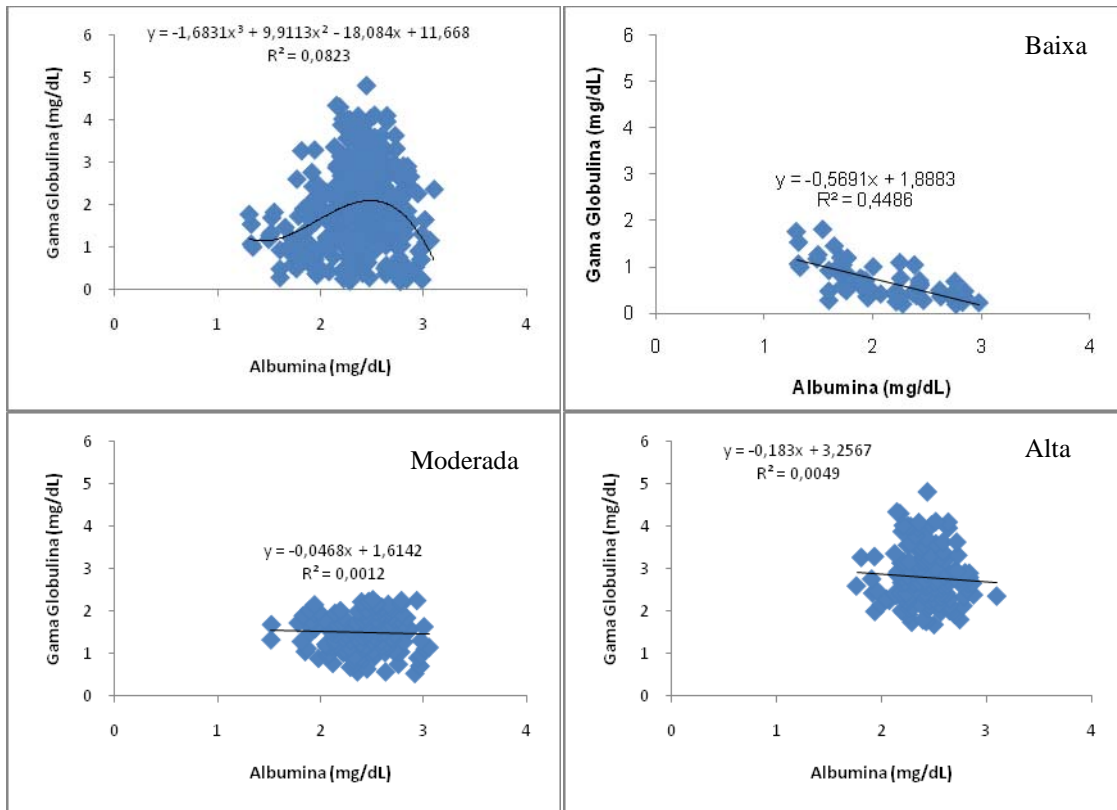 y = -1,6831x³ + 9,9113x² - 18,084x + 11,668
R² = 0,0823
Gama Globulina (mg/dL)
6
5
4
3
2
1
0
0 1 2 3 4
Albumina (mg/dL)
Baixa
y = -0,5691x + 1,8883
R² = 0,4486
Gama Globulina (mg/dL)
6
5
4
3
2
1
0
0 1 2 3 4
Albumina (mg/dL)
Moderada
y = -0,0468x + 1,6142
R² = 0,0012
Gama Globulina (mg/dL)
6
5
4
3
2
1
0
0 1 2 3 4
Albumina (mg/dL)
Alta
y = -0,183x + 3,2567
R² = 0,0049
Gama Globulina (mg/dL)
6
5
4
3
2
1
0
0 1 2 3 4
Albumina (mg/dL)